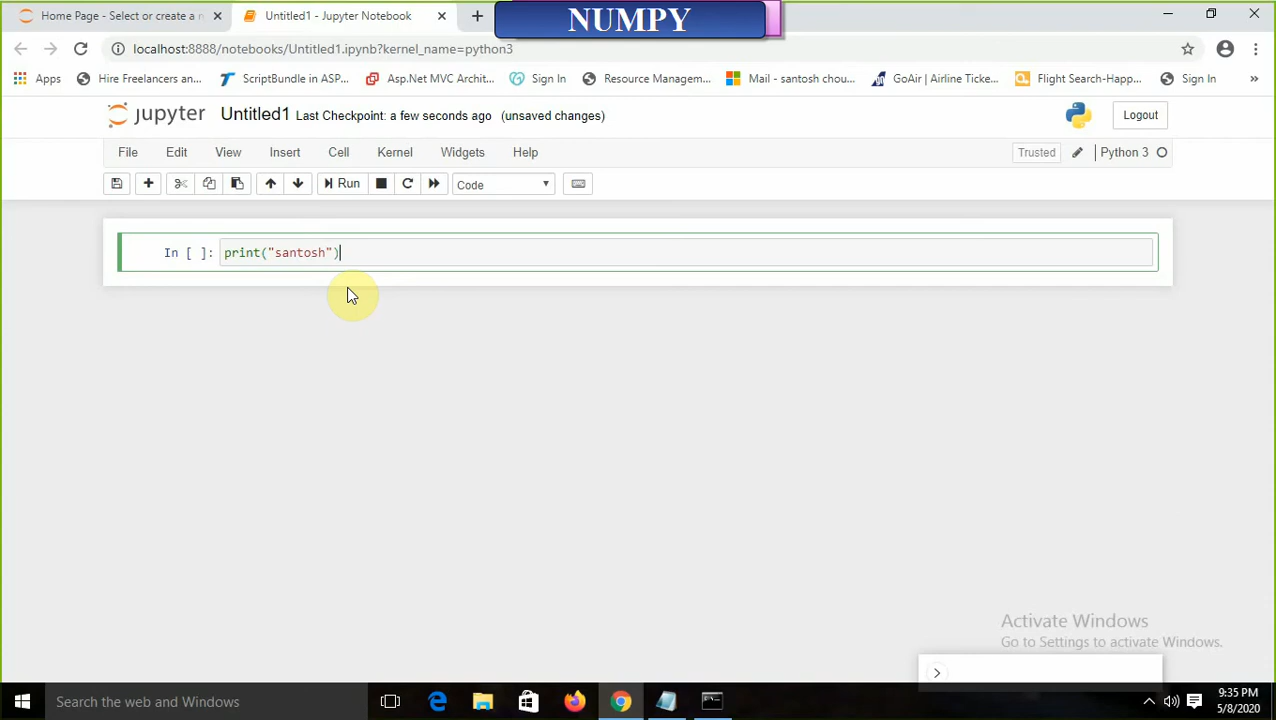 Home Page - Select or create a n
Untitled1 - Jupyter Notebook
NUMPY
localhost:8888/notebooks/Untitled1.ipynb?kernel_name=python3
Apps
Hire Freelancers an...
ScriptBundle in ASP...
Asp.Net MVC Archit...
Sign In
Resource Managem...
Mail - santosh chou...
GoAir | Airline Ticke...
Flight Search-Happ...
Sign In
»
jupyter
Untitled1 Last Checkpoint: a few seconds ago (unsaved changes)
Logout
File Edit View Insert Cell Kernel Widgets Help
Trusted
Python 3
Run
Code
In [ ]: print("santosh")
Activate Windows
Go to Settings to activate Windows.
Search the web and Windows
9:35 PM
5/8/2020